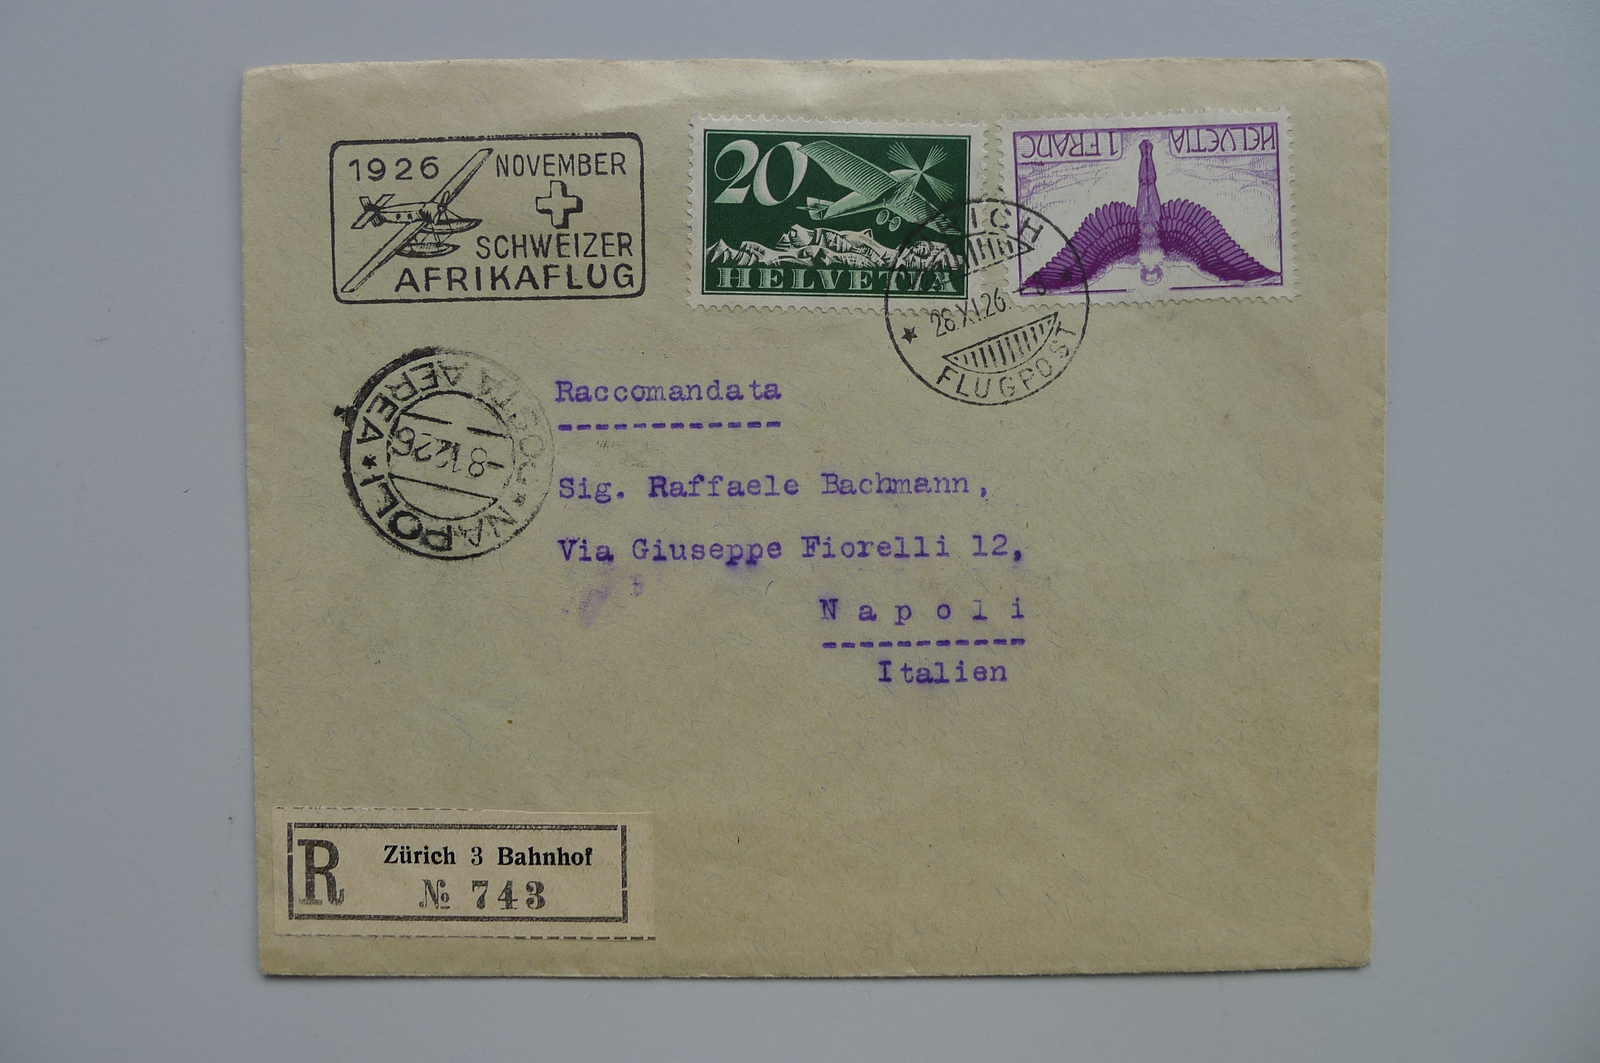 1926 NOVEMBER
SCHWEIZER
AFRIKAFLUG
20
HELVETIA
HELVETIA 1 FRANC
28.XI.26.
FLUGPOST
NAPOLI * POSTA AEREA *
-8.12.26
Raccomandata
Sig. Raffaele Bachmann,
Via Giuseppe Fiorelli 12,
Napoli
Italien
R
Zürich 3 Bahnhof
№ 743